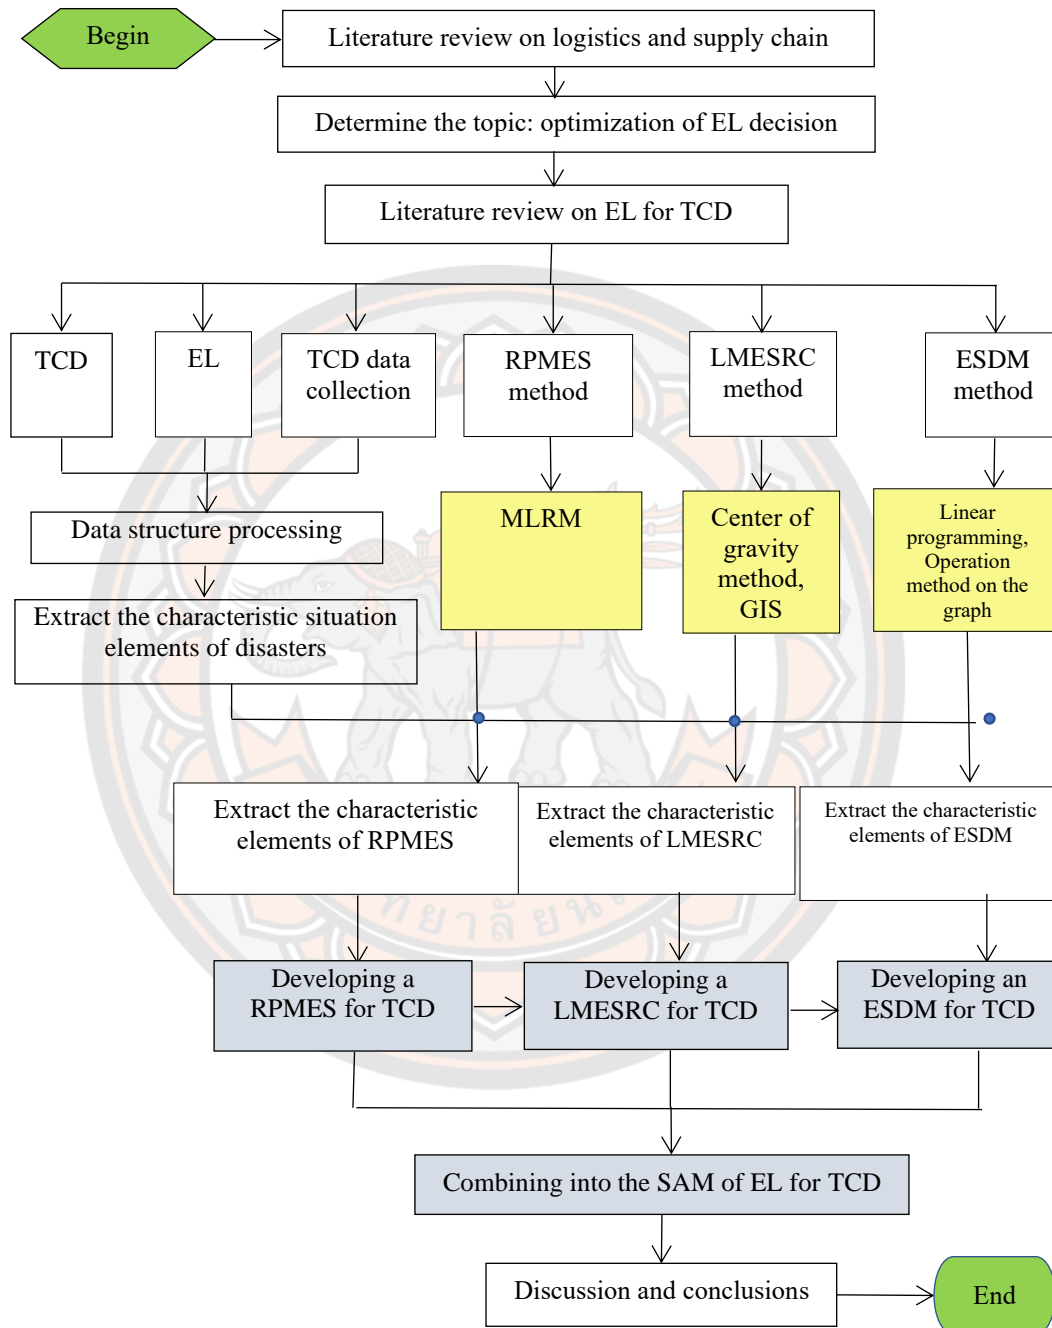 Begin
Literature review on logistics and supply chain
Determine the topic: optimization of EL decision
Literature review on EL for TCD
TCD
EL
TCD data
collection
RPMES
method
LMESRC
method
ESDM
method
MLRM
Center of
gravity
method,
GIS
Linear
programming,
Operation
method on the
graph
Data structure processing
Extract the characteristic situation
elements of disasters
Extract the characteristic
elements of RPMES
Extract the characteristic
elements of LMESRC
Extract the characteristic
elements of ESDM
Developing a
RPMES for TCD
Developing a
LMESRC for TCD
Developing an
ESDM for TCD
Combining into the SAM of EL for TCD
Discussion and conclusions
End